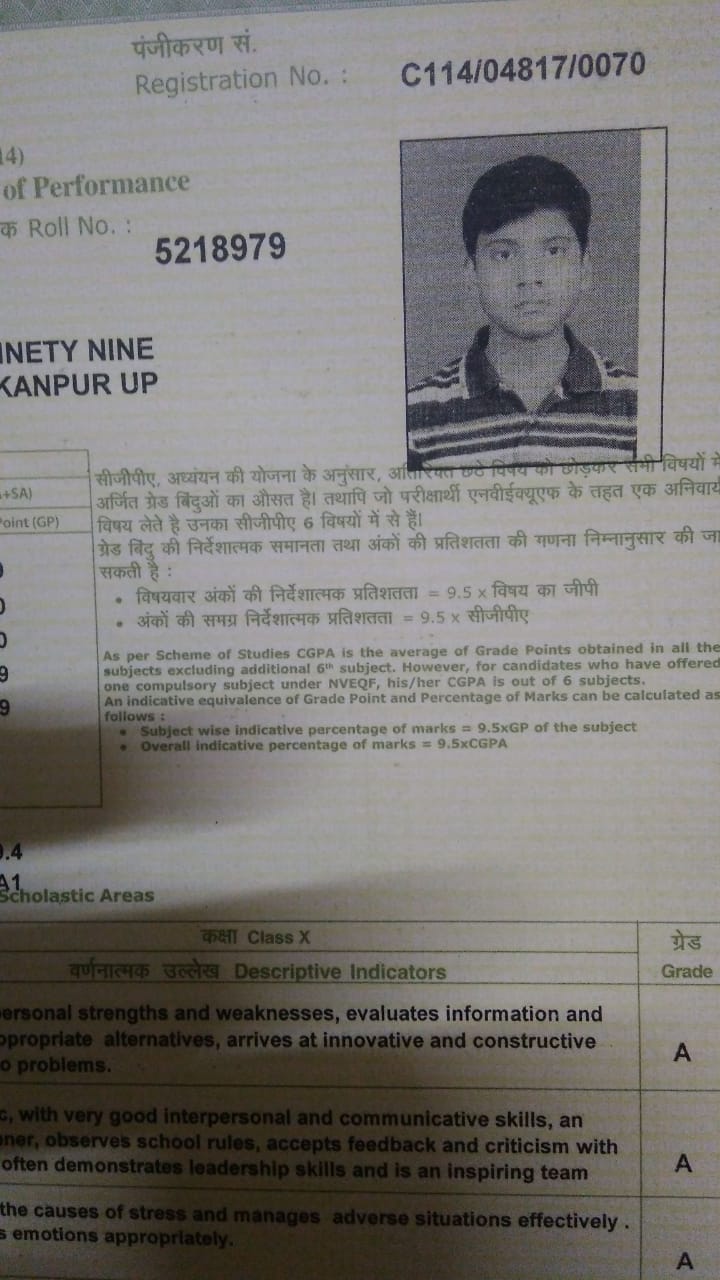 पंजीकरण सं.
Registration No. : C114/04817/0070
14)
of Performance
क Roll No. :
5218979
NINETY NINE
KANPUR UP
+SA)
Point (GP)
0
0
9
9
सीजीपीए, अध्ययन की योजना के अनुसार, अतिरिक्त छठे विषय को छोड़कर सभी विषयों में
अर्जित ग्रेड बिंदुओं का औसत है। तथापि जो परीक्षार्थी एनवीईक्यूएफ के तहत एक अनिवार्य
विषय लेते है उनका सीजीपीए 6 विषयों में से हैं।
ग्रेड बिंदु की निर्देशात्मक समानता तथा अंकों की प्रतिशतता की गणना निम्नानुसार की जा
सकती है :
• विषयवार अंकों की निर्देशात्मक प्रतिशतता = 9.5 x विषय का जीपी
• अंकों की समग्र निर्देशात्मक प्रतिशतता = 9.5 x सीजीपीए
As per Scheme of Studies CGPA is the average of Grade Points obtained in all the
subjects excluding additional 6th subject. However, for candidates who have offered
one compulsory subject under NVEQF, his/her CGPA is out of 6 subjects.
An indicative equivalence of Grade Point and Percentage of Marks can be calculated as
follows :
• Subject wise indicative percentage of marks = 9.5xGP of the subject
• Overall indicative percentage of marks = 9.5xCGPA
.4
A1
Scholastic Areas
कक्षा Class X
ग्रेड
वर्णनात्मक उल्लेख Descriptive Indicators
Grade
personal strengths and weaknesses, evaluates information and
appropriate alternatives, arrives at innovative and constructive
o problems.
A
c, with very good interpersonal and communicative skills, an
ner, observes school rules, accepts feedback and criticism with
often demonstrates leadership skills and is an inspiring team
A
the causes of stress and manages adverse situations effectively .
s emotions appropriately.
A